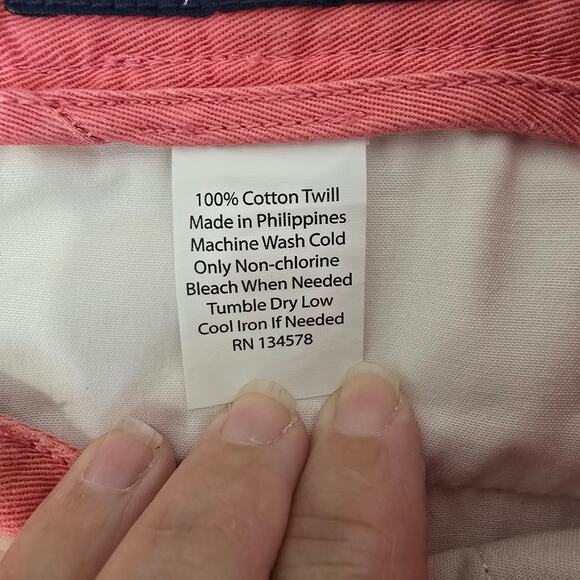 100% Cotton Twill
Made in Philippines
Machine Wash Cold
Only Non-chlorine
Bleach When Needed
Tumble Dry Low
Cool Iron If Needed
RN 134578